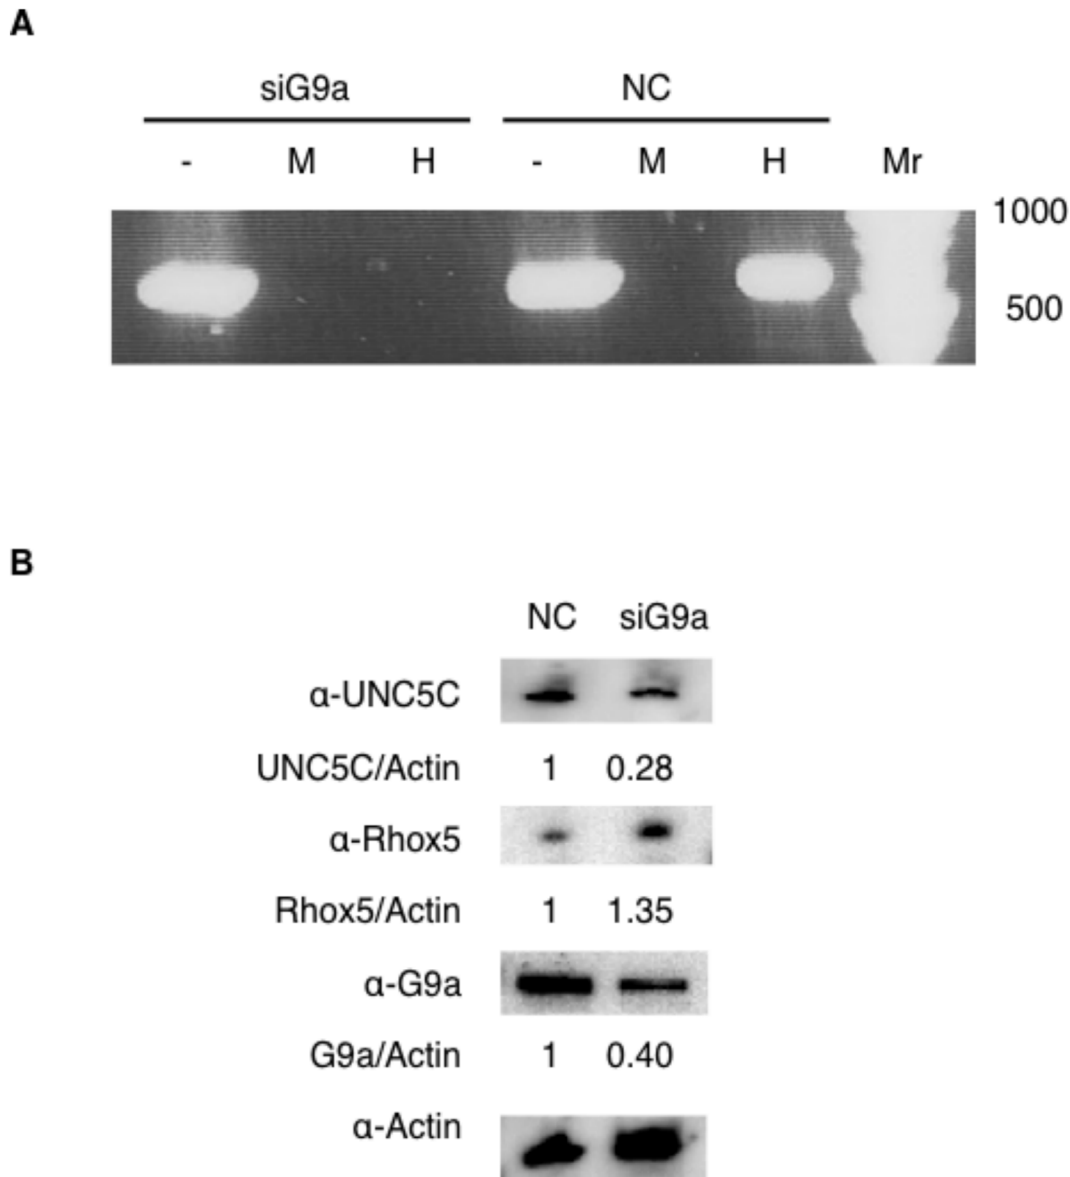 A
siG9a NC
- M H - M H Mr
1000
500
B
NC siG9a
α-UNC5C
UNC5C/Actin 1 0.28
α-Rhox5
Rhox5/Actin 1 1.35
α-G9a
G9a/Actin 1 0.40
α-Actin